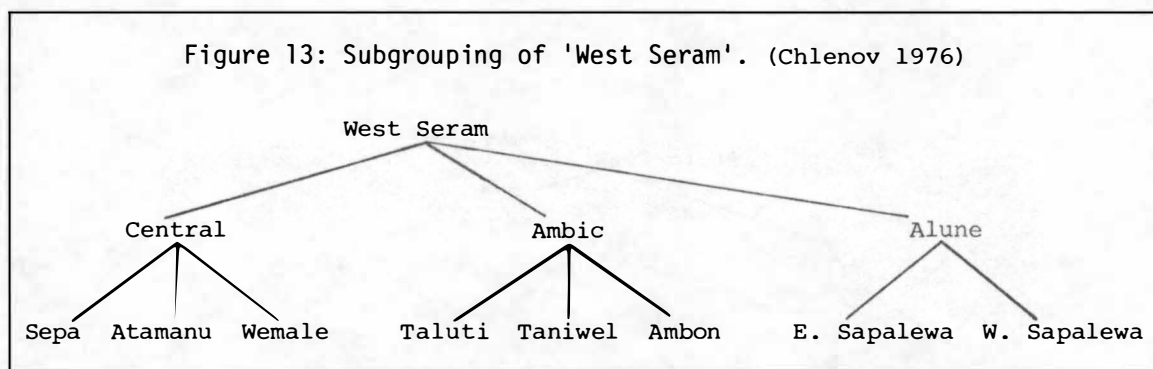 Figure 13: Subgrouping of 'West Seram'. (Chlenov 1976)
West Seram
Central Ambic Alune
Sepa Atamanu Wemale Taluti Taniwel Ambon E. Sapalewa W. Sapalewa